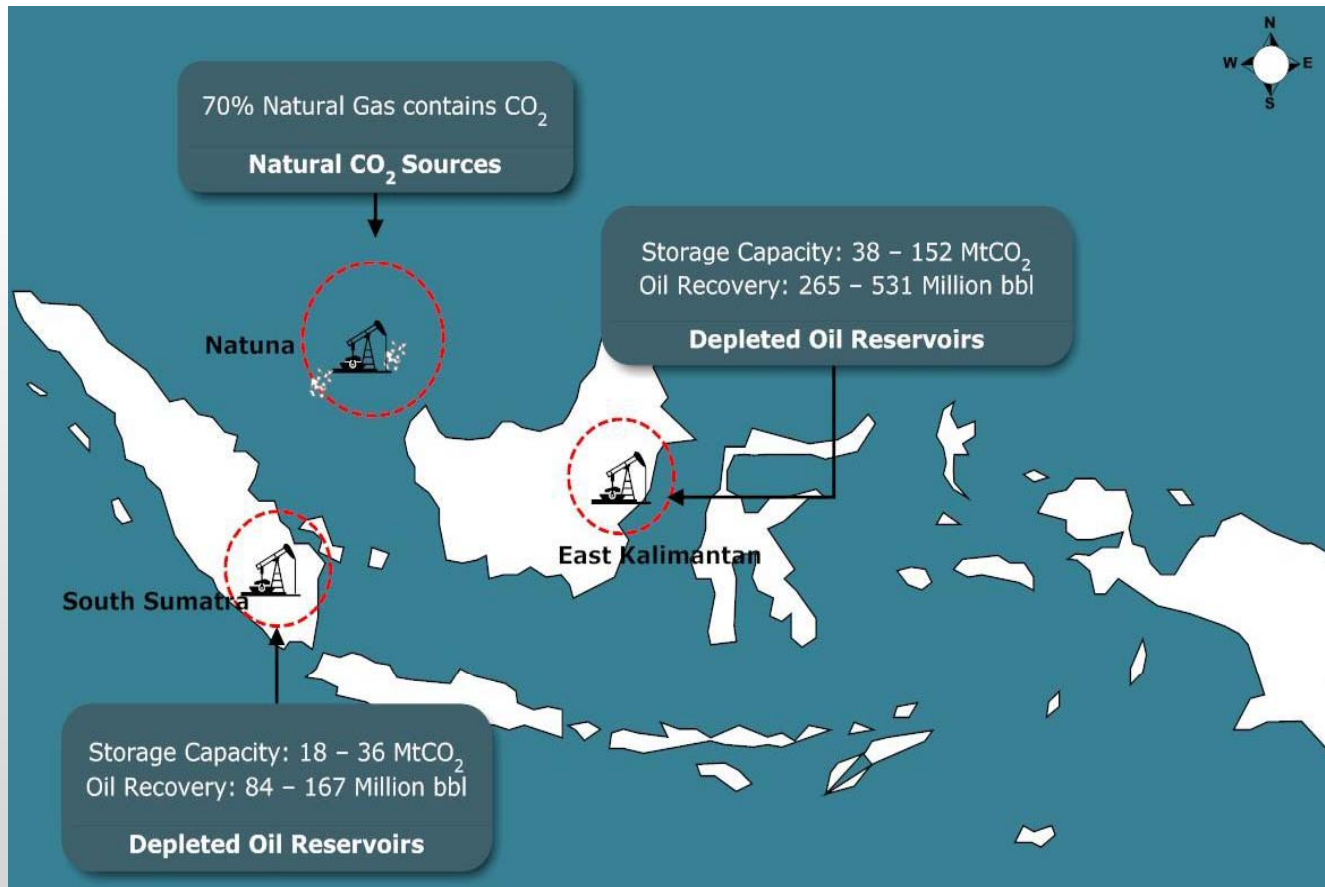 N
W E
S
70% Natural Gas contains CO₂
Natural CO₂ Sources
Storage Capacity: 38 – 152 MtCO₂
Oil Recovery: 265 – 531 Million bbl
Depleted Oil Reservoirs
Natuna
East Kalimantan
South Sumatra
Storage Capacity: 18 – 36 MtCO₂
Oil Recovery: 84 – 167 Million bbl
Depleted Oil Reservoirs